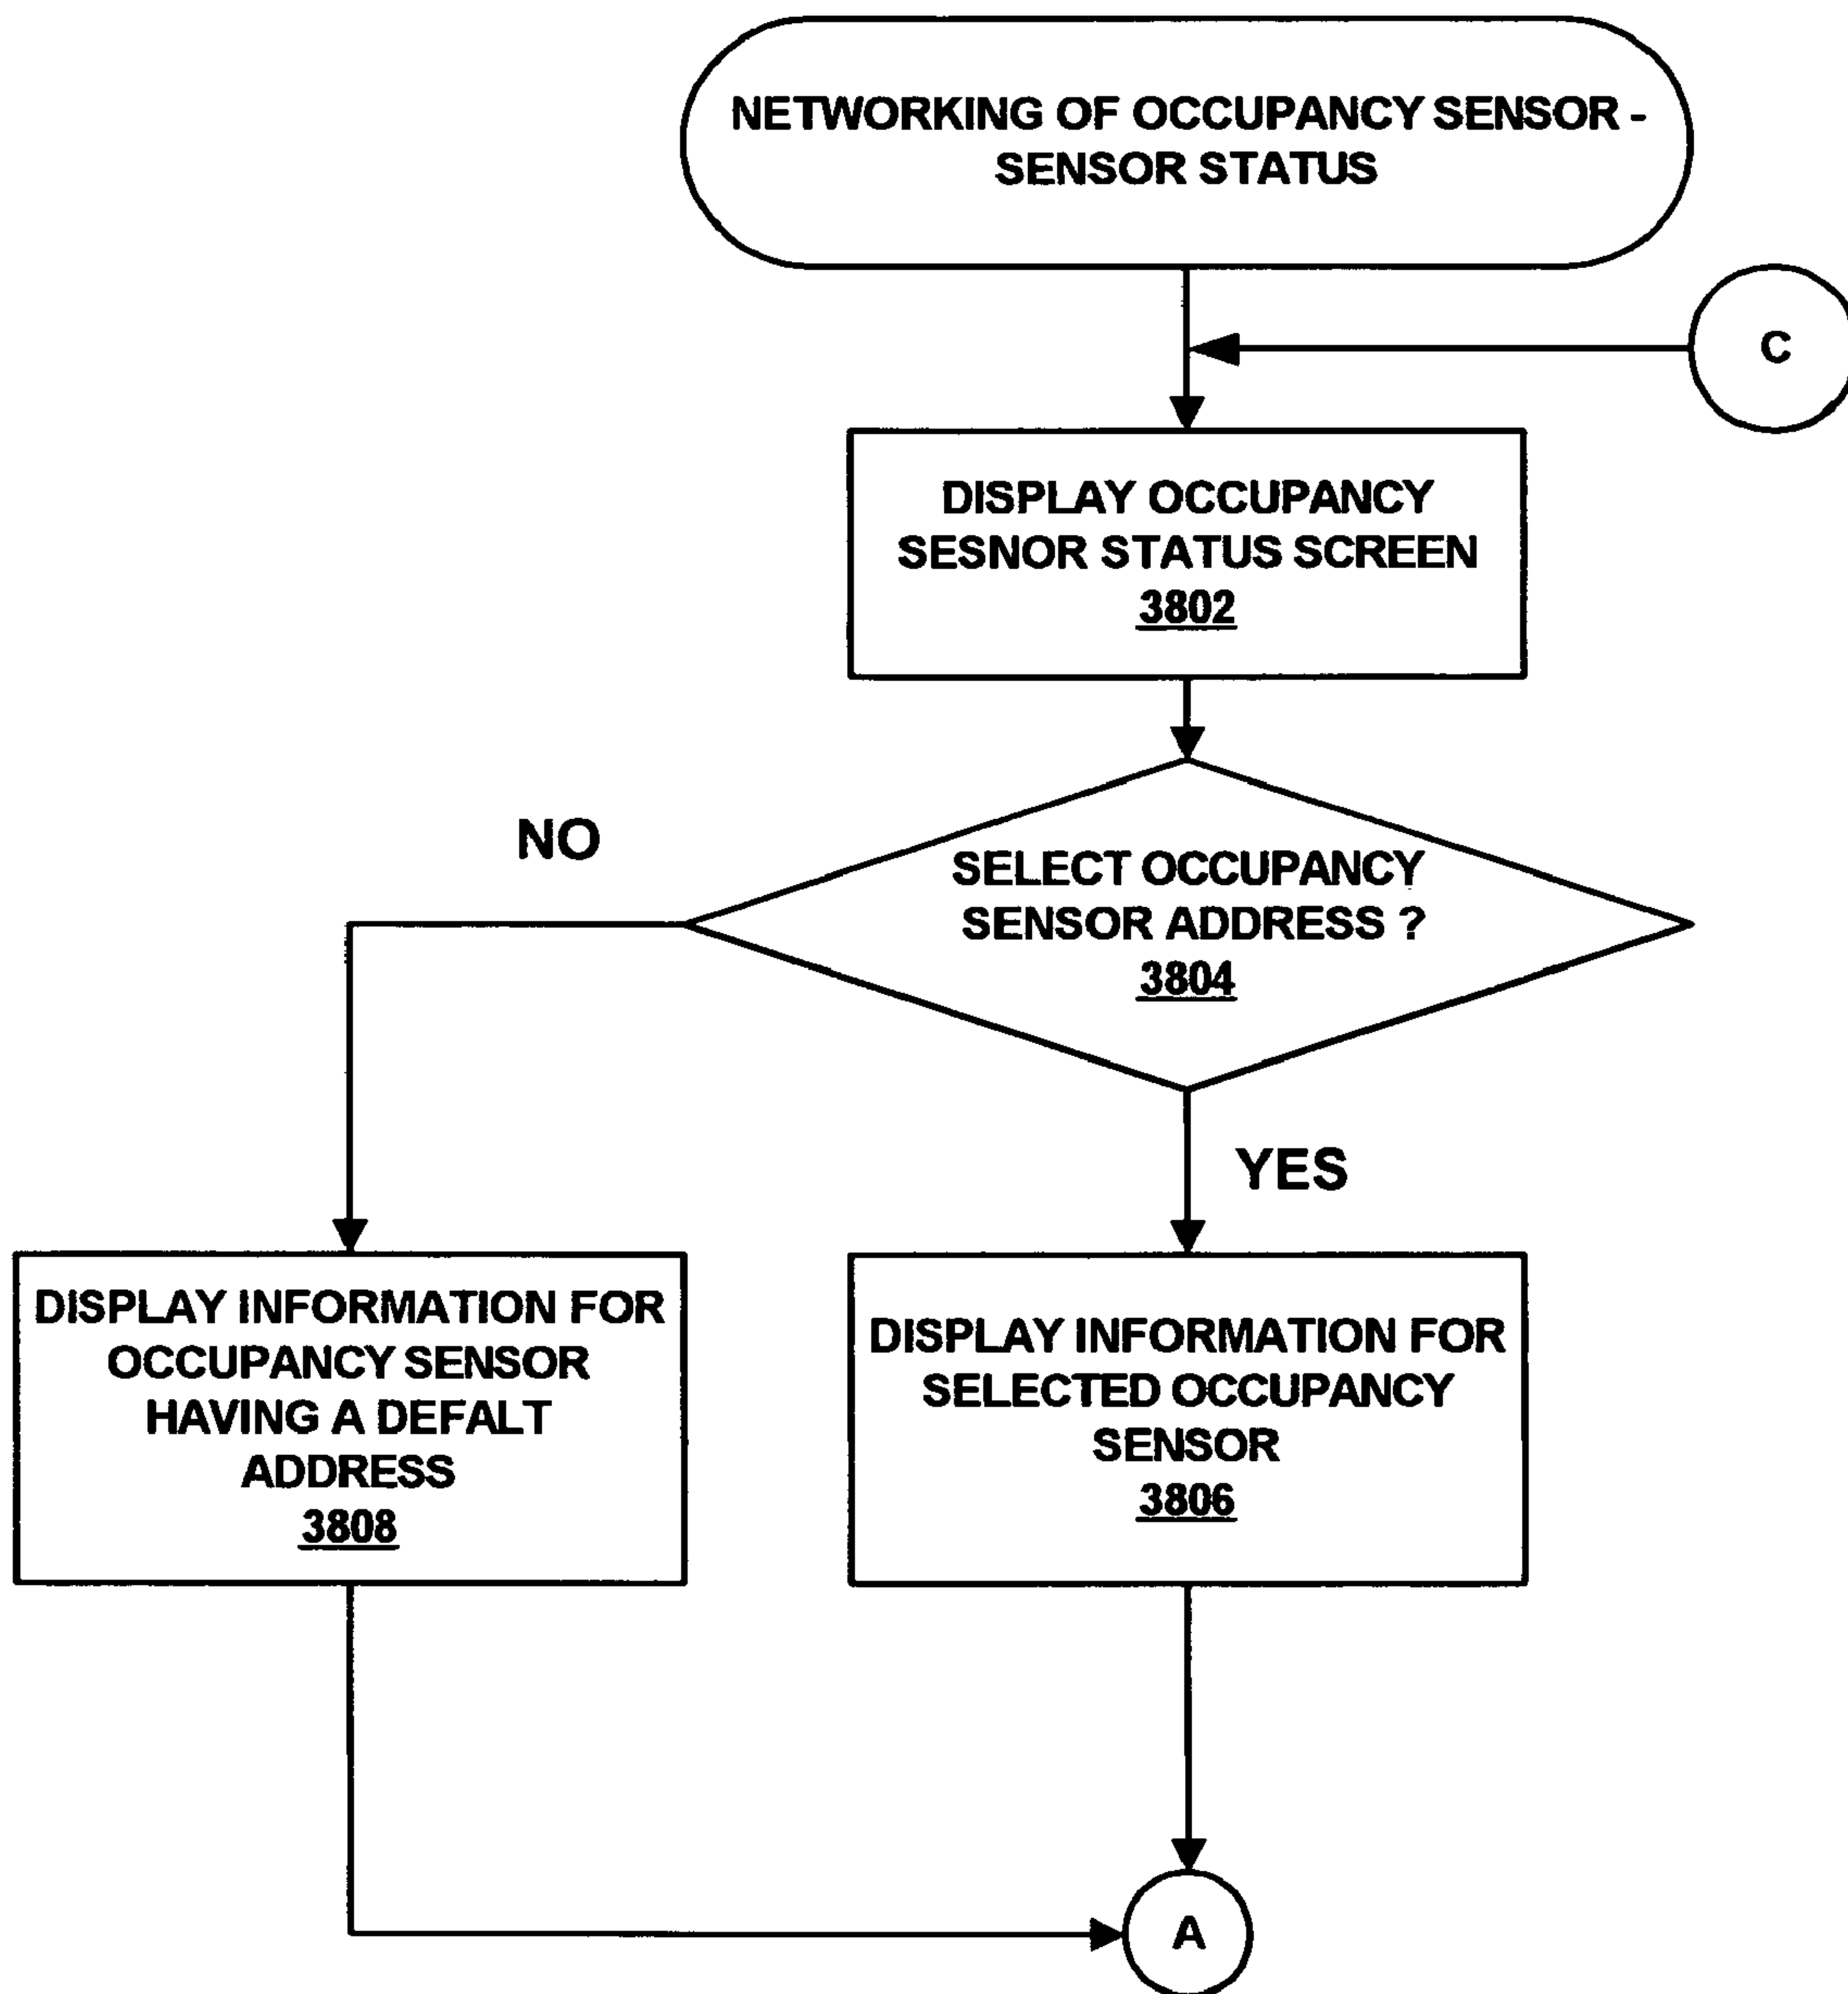 NETWORKING OF OCCUPANCY SENSOR -
SENSOR STATUS
C
DISPLAY OCCUPANCY
SESNOR STATUS SCREEN
3802
NO
SELECT OCCUPANCY
SENSOR ADDRESS ?
3804
YES
DISPLAY INFORMATION FOR
OCCUPANCY SENSOR
HAVING A DEFALT
ADDRESS
3808
DISPLAY INFORMATION FOR
SELECTED OCCUPANCY
SENSOR
3806
A